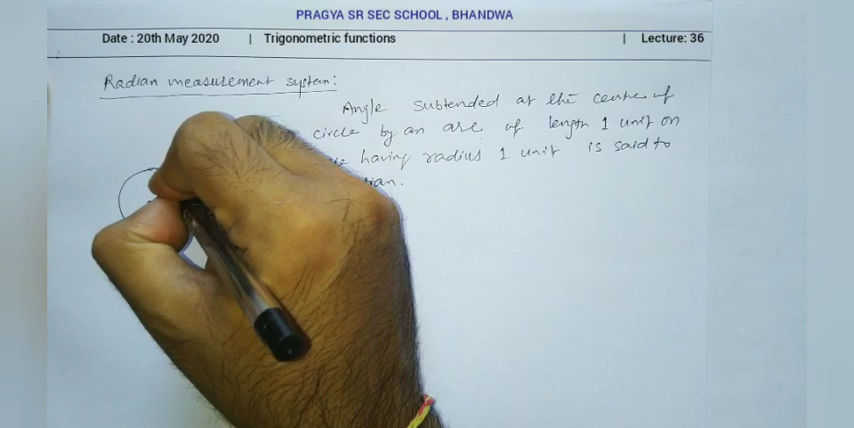 PRAGYA SR SEC SCHOOL, BHANDWA
Date : 20th May 2020 | Trigonometric functions | Lecture: 36
Radian measurement system:
Angle subtended at the centre of
circle by an arc of length 1 unit on
having radius 1 unit is said to